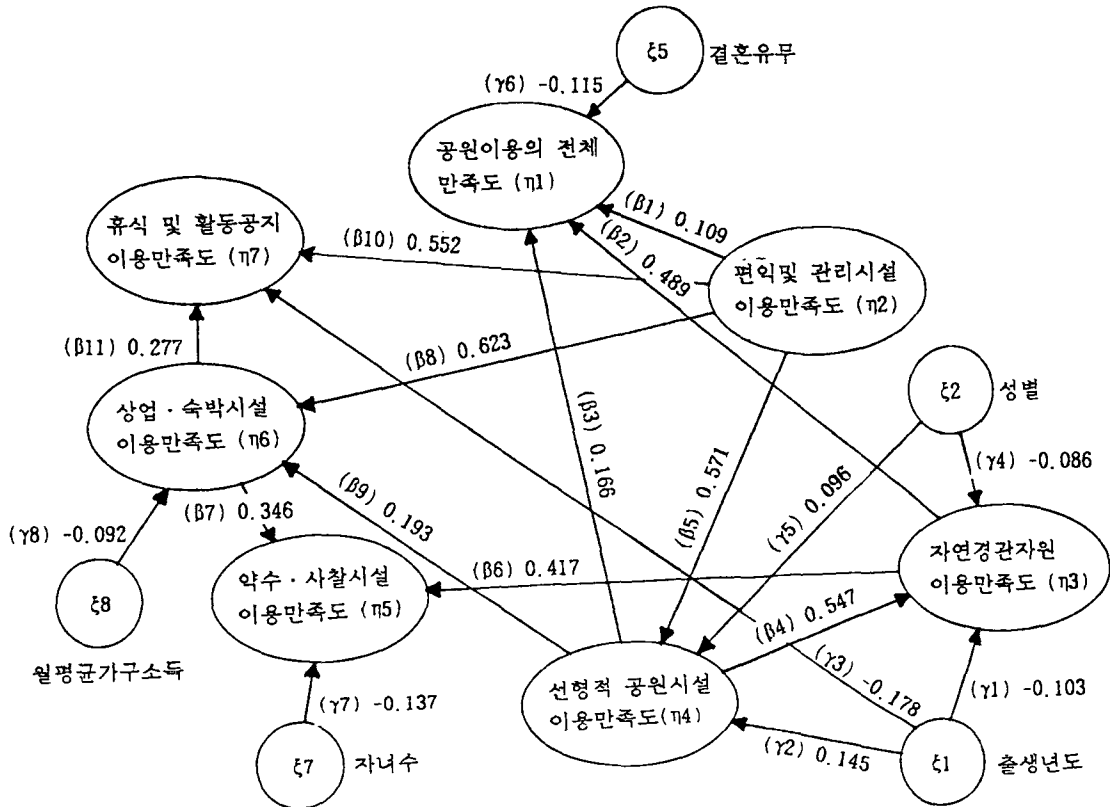 ξ5
결혼유무
(γ6) -0.115
공원이용의 전체
만족도 (η1)
휴식 및 활동공지
이용만족도 (η7)
(β10) 0.552
(β1) 0.109
(β2) 0.489
편익및 관리시설
이용만족도 (η2)
(β11) 0.277
(β8) 0.623
상업·숙박시설
이용만족도 (η6)
(β3) 0.166
ξ2
성별
(γ4) -0.086
(β9) 0.193
(β5) 0.571
(γ5) 0.096
(γ8) -0.092
(β7) 0.346
자연경관자원
이용만족도 (η3)
약수·사찰시설
이용만족도 (η5)
(β6) 0.417
ξ8
월평균가구소득
(β4) 0.547
(γ3) -0.178
(γ1) -0.103
선형적 공원시설
이용만족도(η4)
(γ7) -0.137
(γ2) 0.145
ξ7
자녀수
ξ1
출생년도